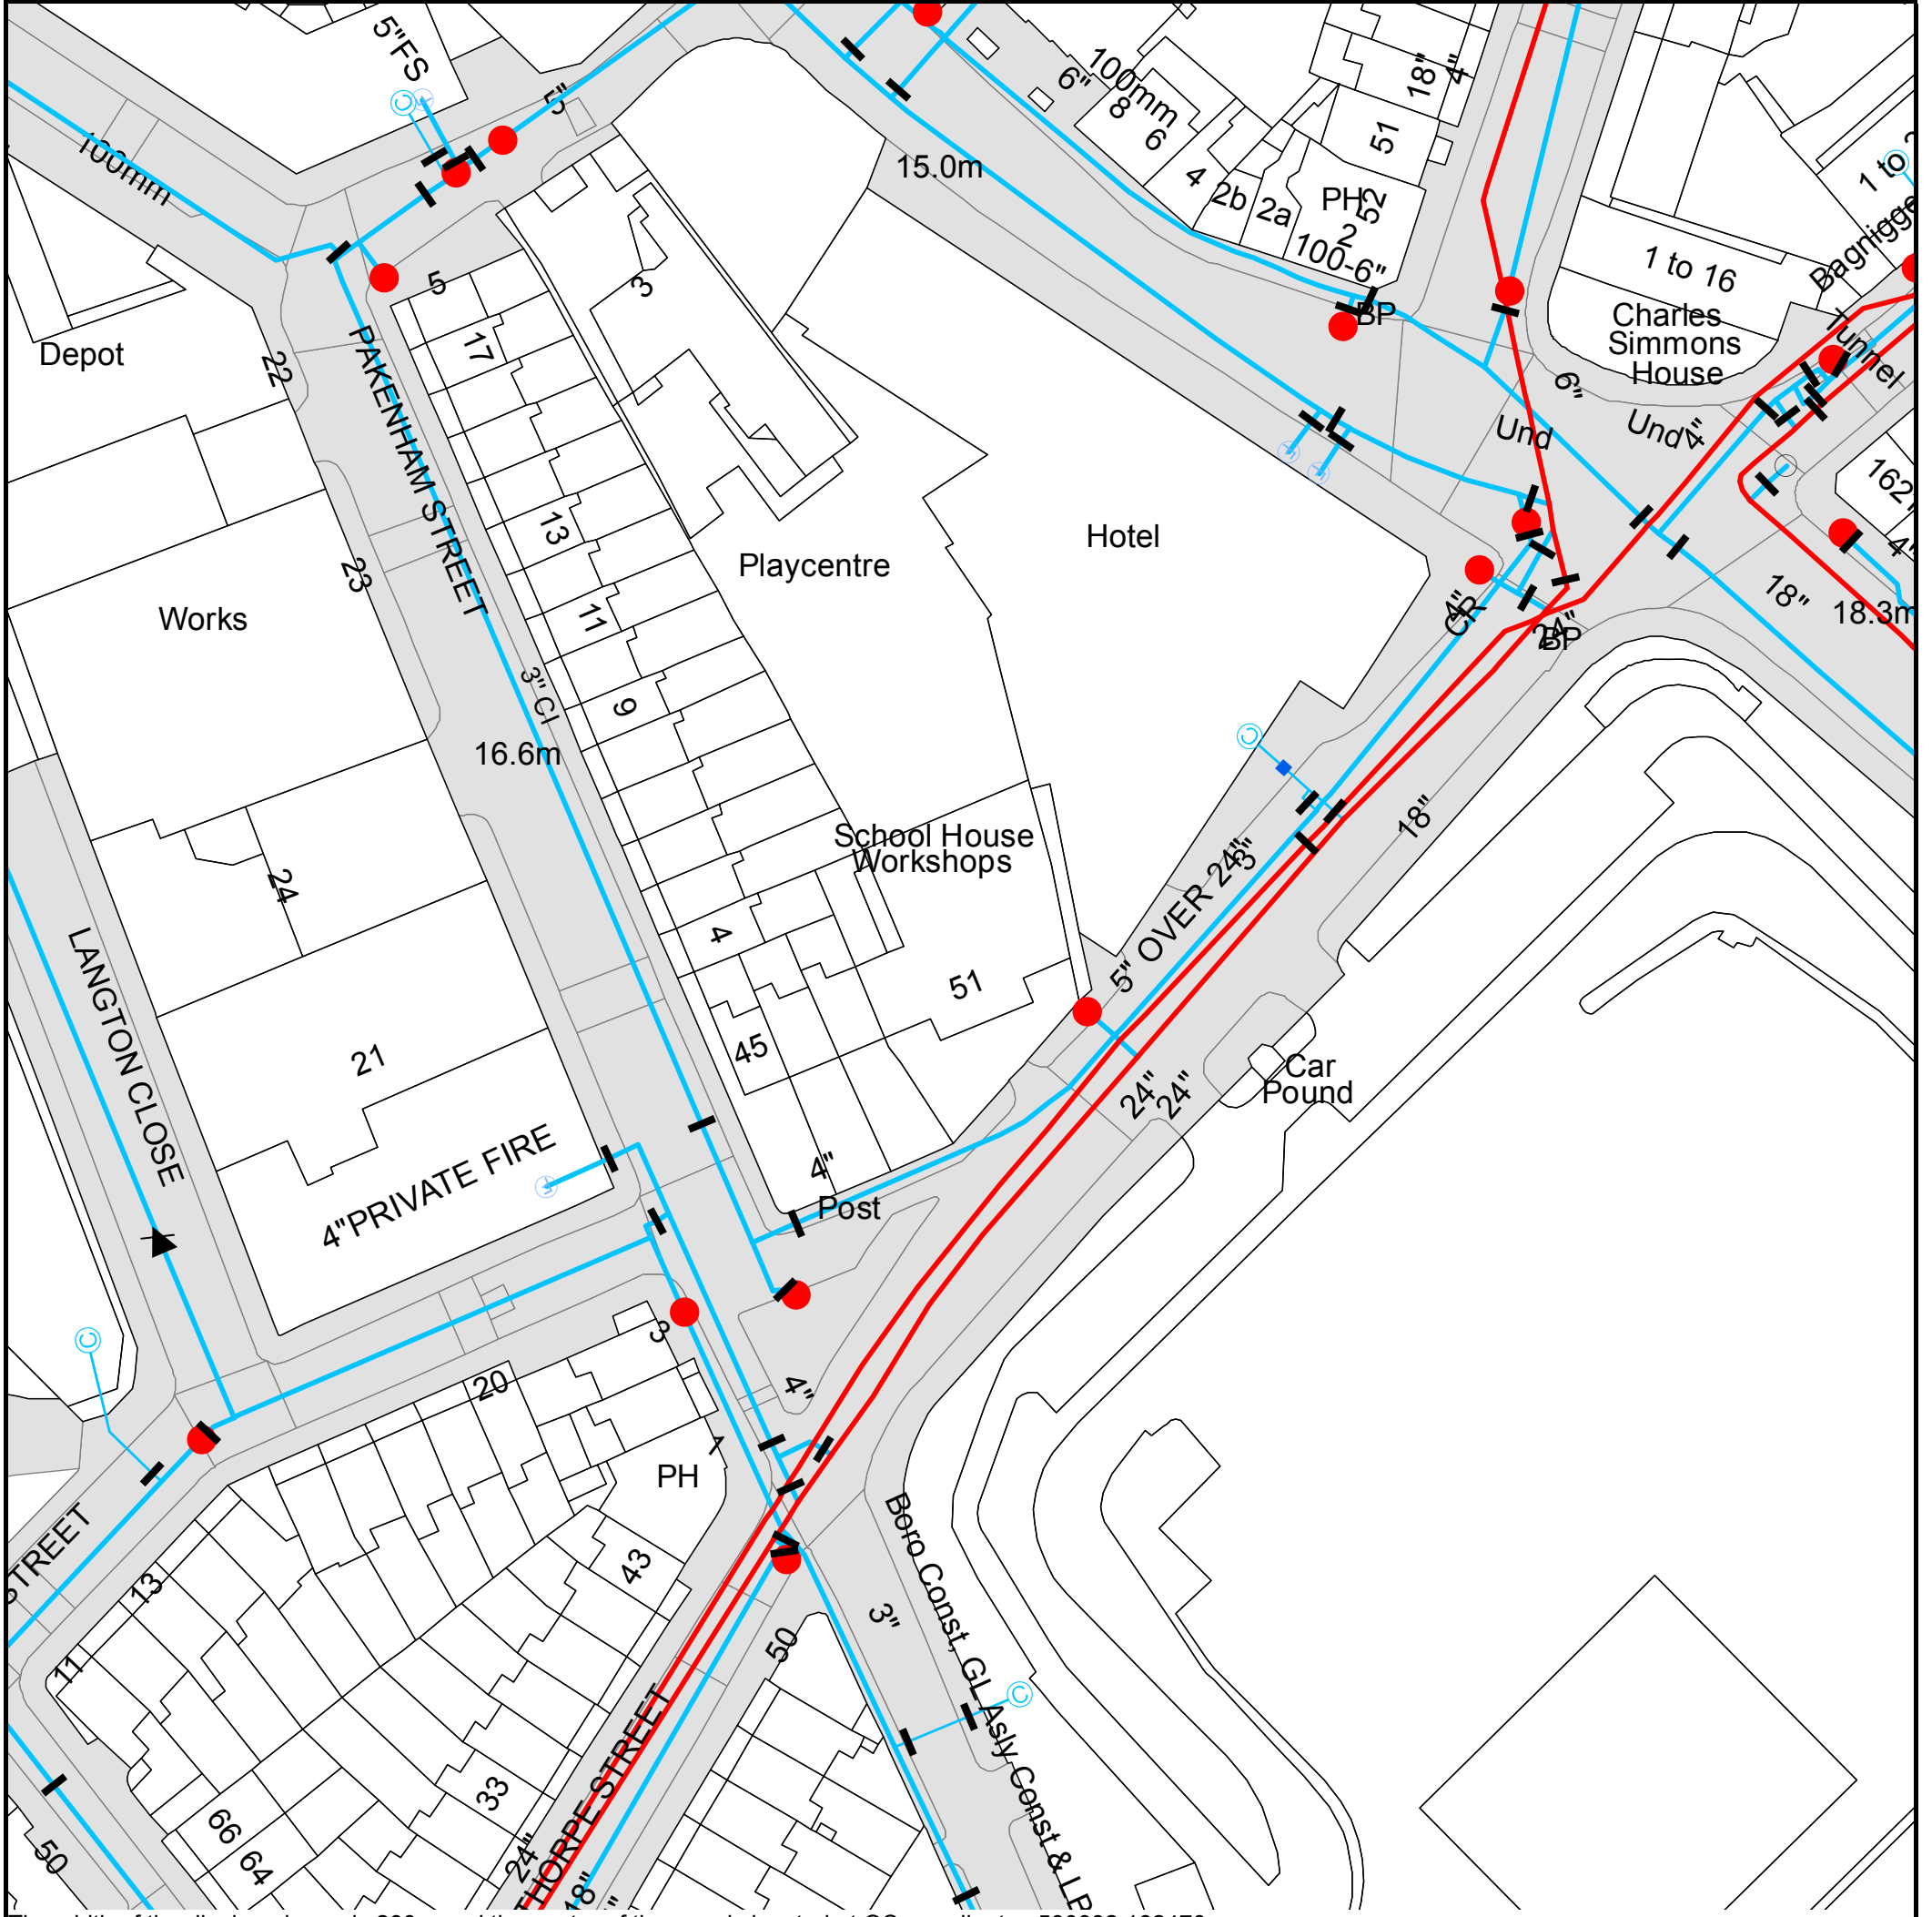 5"FS
5"
100mm
6"
100mm
8
6
4
2b
2a
PH
2
52
51
18"
4"
100-6"
15.0m
BP
1 to 16
Charles
Simmons
House
Tunnel
6"
Und
Und
4"
Depot
22
5
17
3
PAKENHAM STREET
13
11
9
3" CI
23
Works
16.6m
Playcentre
Hotel
4"
CR
24"
BP
18"
18.3m
4"
School House
Workshops
18"
5" OVER 24"
3"
24
4
51
45
LANGTON CLOSE
21
Car
Pound
24"
24"
4"PRIVATE FIRE
4"
Post
3
20
4"
1
PH
STREET
13
11
43
Boro Const, GL Asly Const & LB
3"
50
THORPE STREET
33
24"
18"
66
64
50